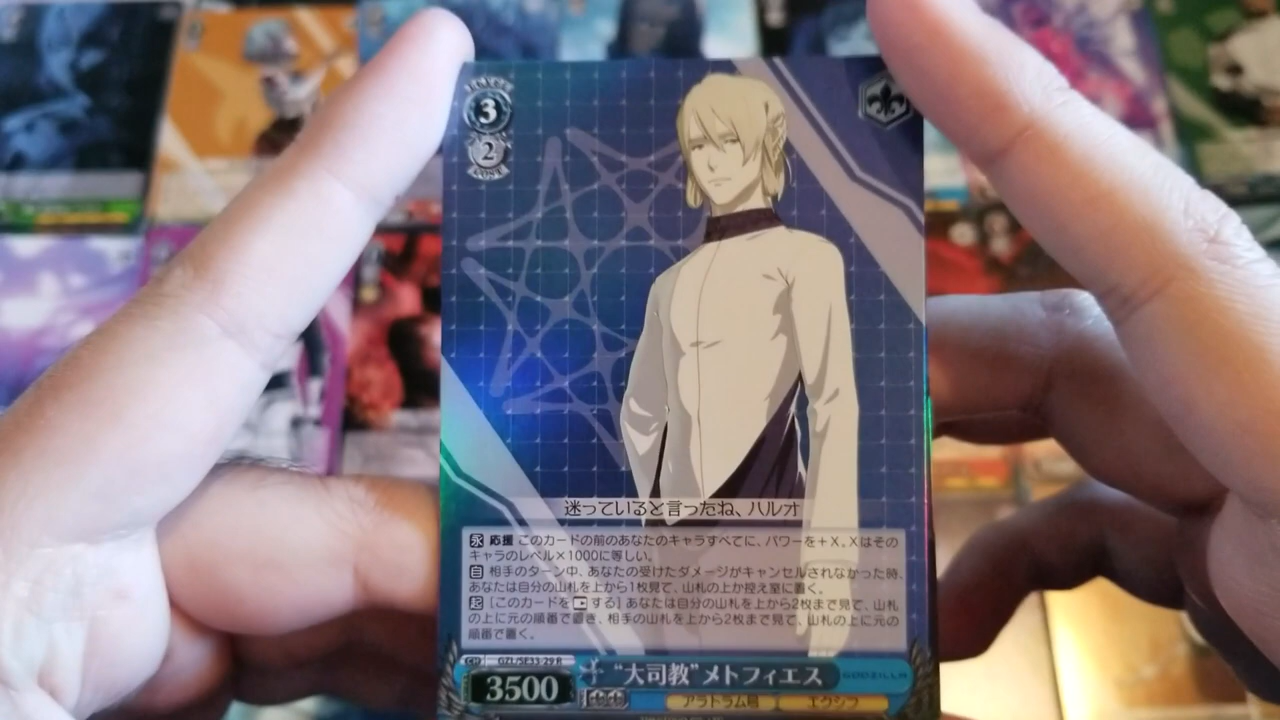 3
2
迷っていると言ったね、ハルオ
永 応援 このカードの前のあなたのキャラすべてに、パワーを+X。Xはその
キャラのレベル×1000に等しい。
自 相手のターン中、あなたの受けたダメージがキャンセルされなかった時、
あなたは自分の山札を上から1枚見て、山札の上か控え室に置く。
起 [このカードを する] あなたは自分の山札を上から2枚まで見て、山札
の上に元の順番で置き、相手の山札を上から2枚まで見て、山札の上に元の
順番で置く。
GZL/SE33-29 R
"大司教"メトフィエス
GODZILLA
3500
アラトラム号 エクシフ